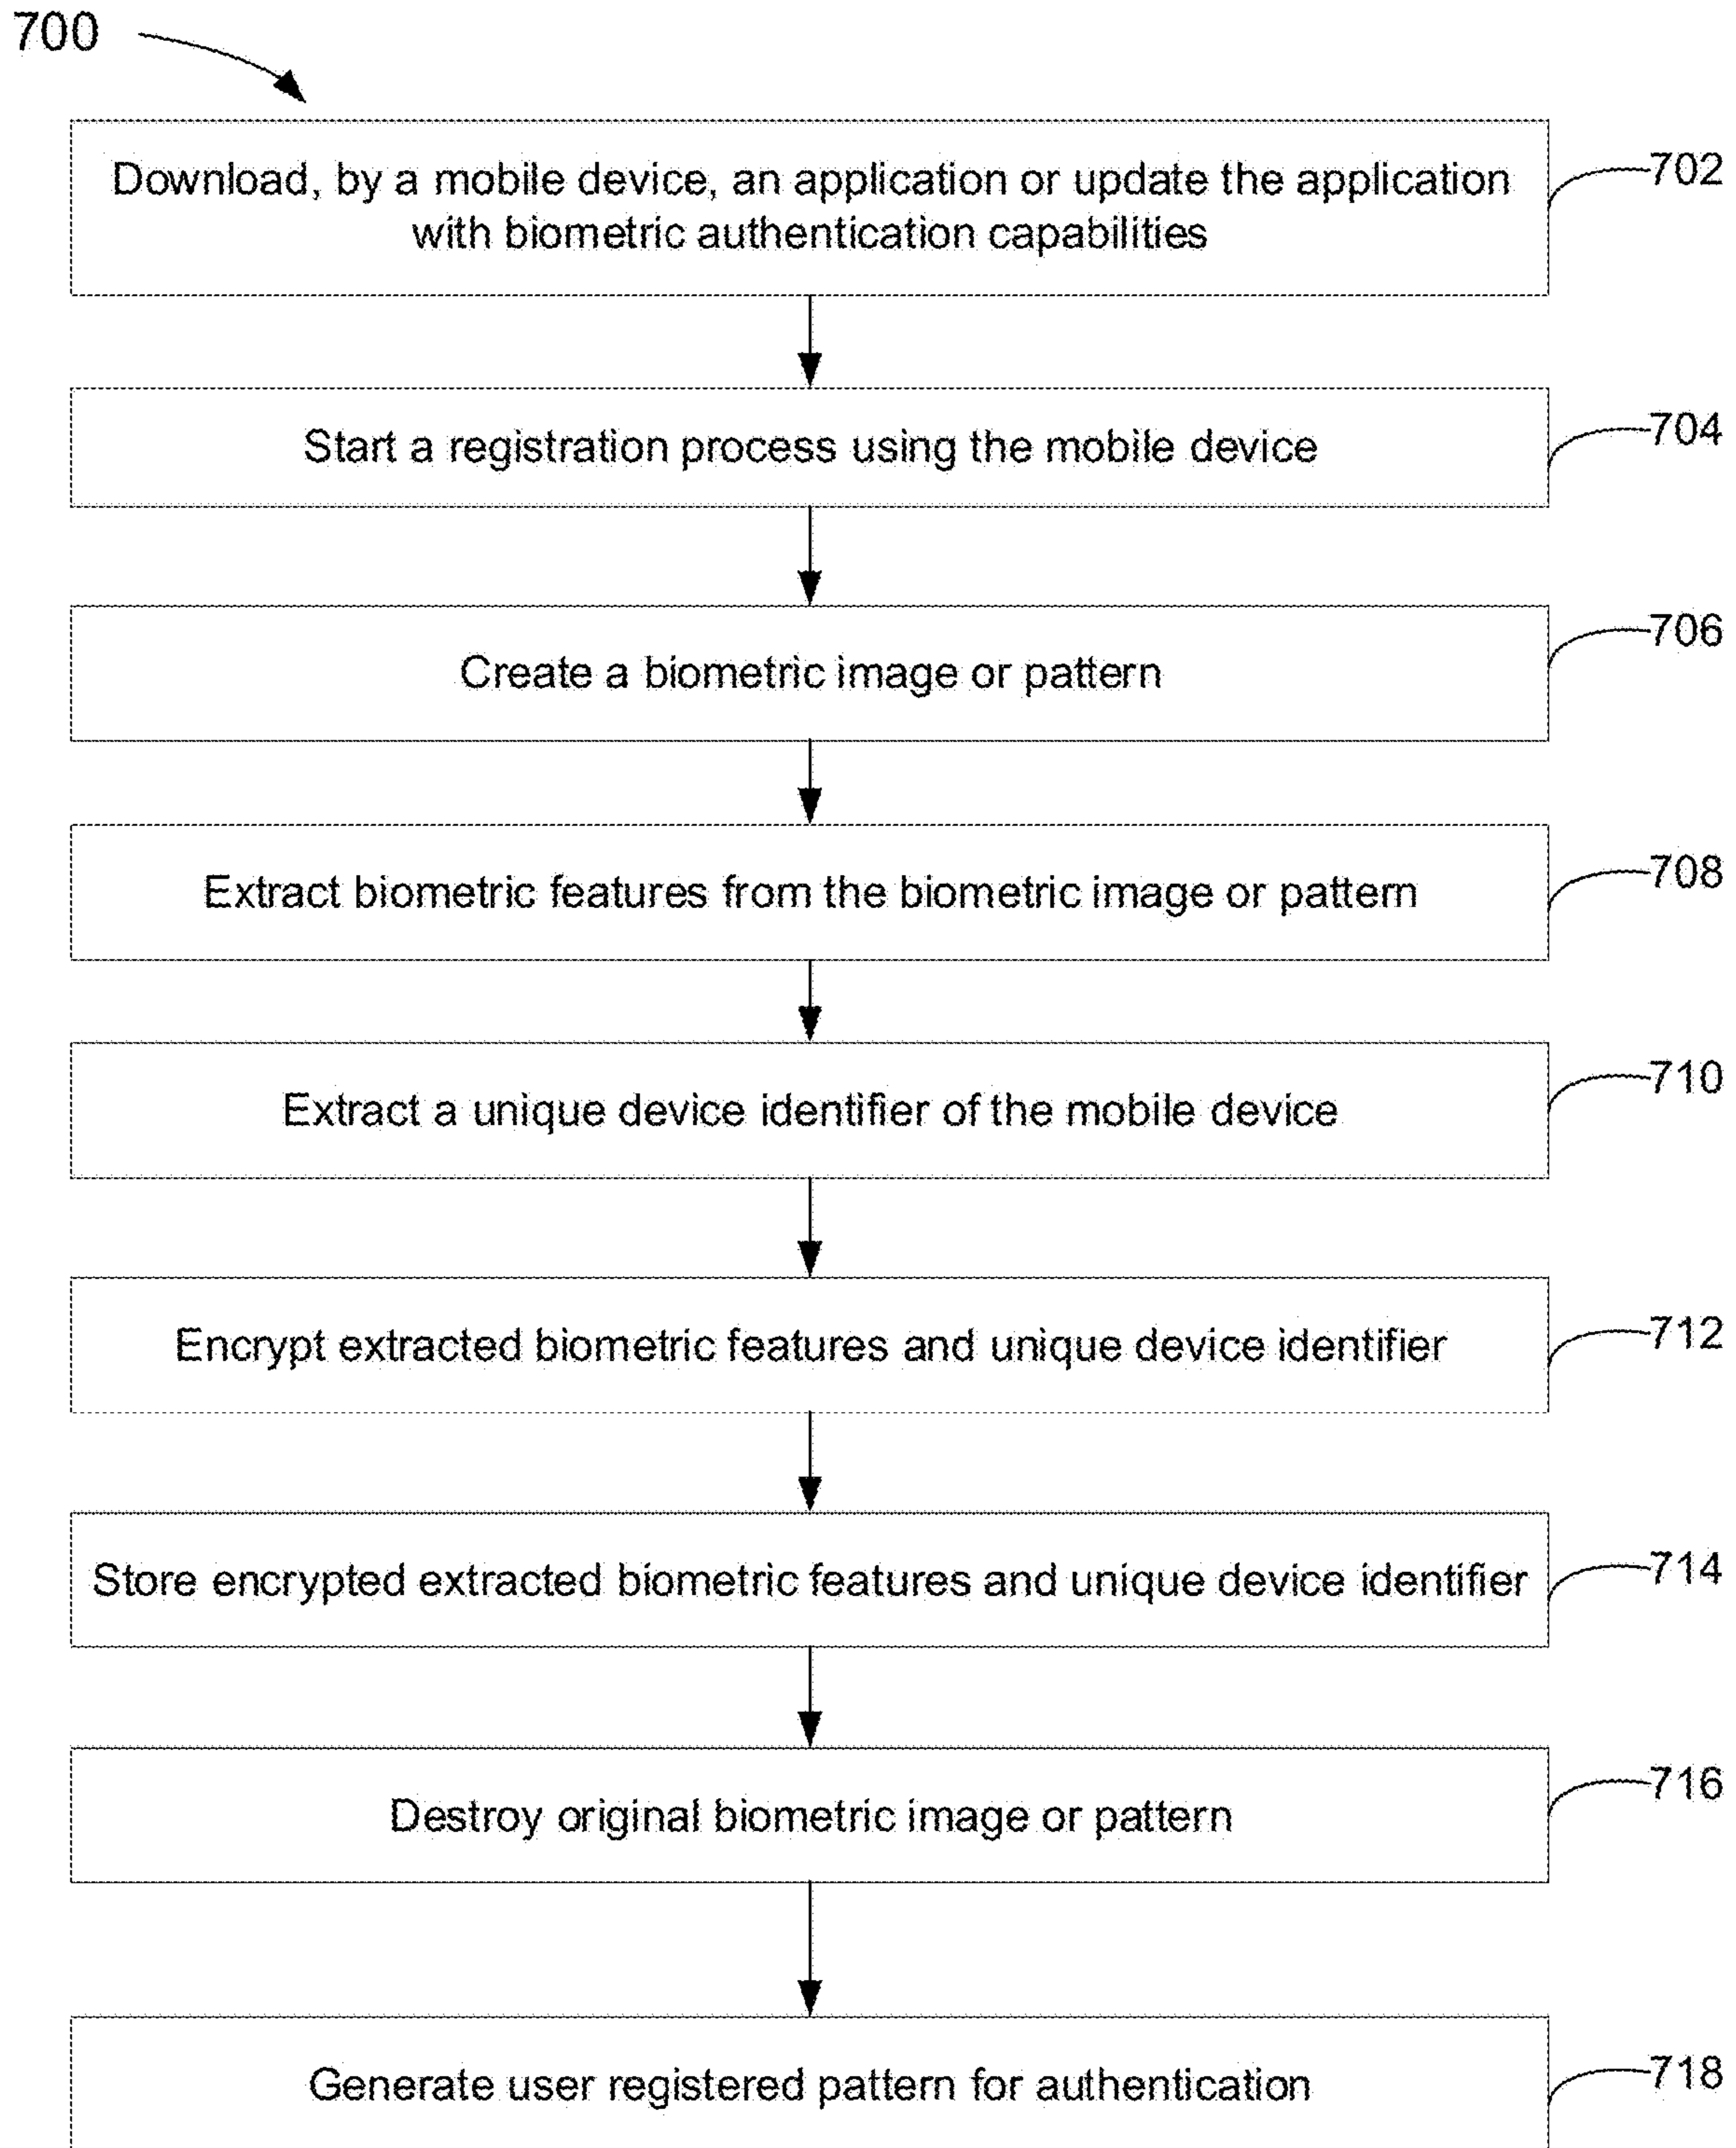 700
Download, by a mobile device, an application or update the application
with biometric authentication capabilities
702
Start a registration process using the mobile device
704
Create a biometric image or pattern
706
Extract biometric features from the biometric image or pattern
708
Extract a unique device identifier of the mobile device
710
Encrypt extracted biometric features and unique device identifier
712
Store encrypted extracted biometric features and unique device identifier
714
Destroy original biometric image or pattern
716
Generate user registered pattern for authentication
718